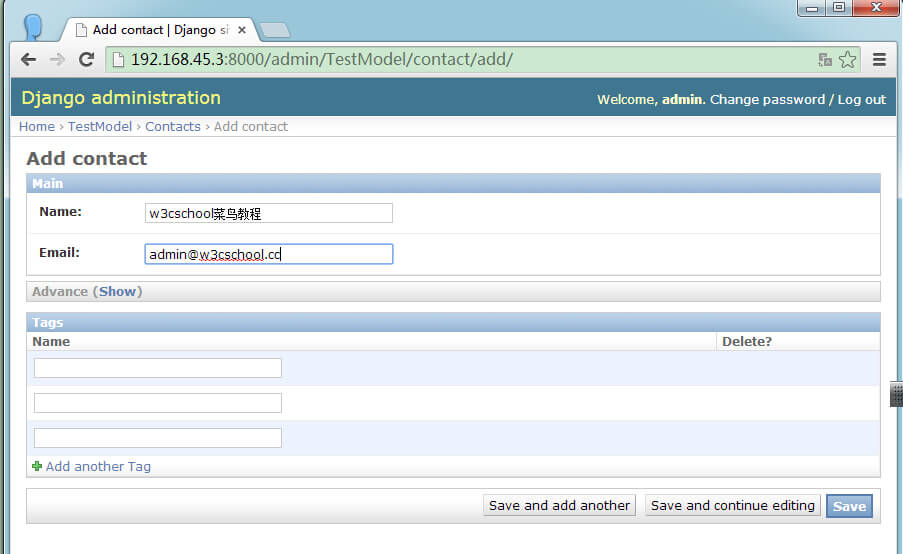 Add contact | Django si
192.168.45.3:8000/admin/TestModel/contact/add/
Django administration
Welcome, admin. Change password / Log out
Home › TestModel › Contacts › Add contact
Add contact
Main
Name: w3cschool菜鸟教程
Email: admin@w3cschool.cc
Advance (Show)
Tags
Name Delete?
Add another Tag
Save and add another Save and continue editing Save